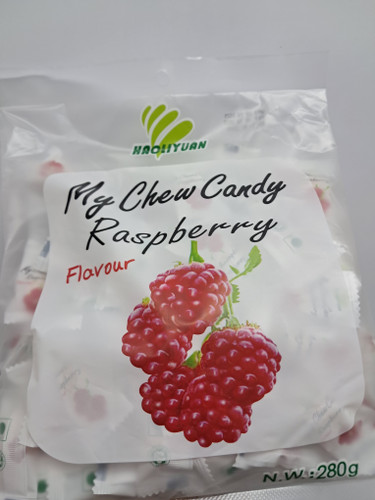 HAOLIYUAN
My Chew Candy
Raspberry
Flavour
N.W.:280g